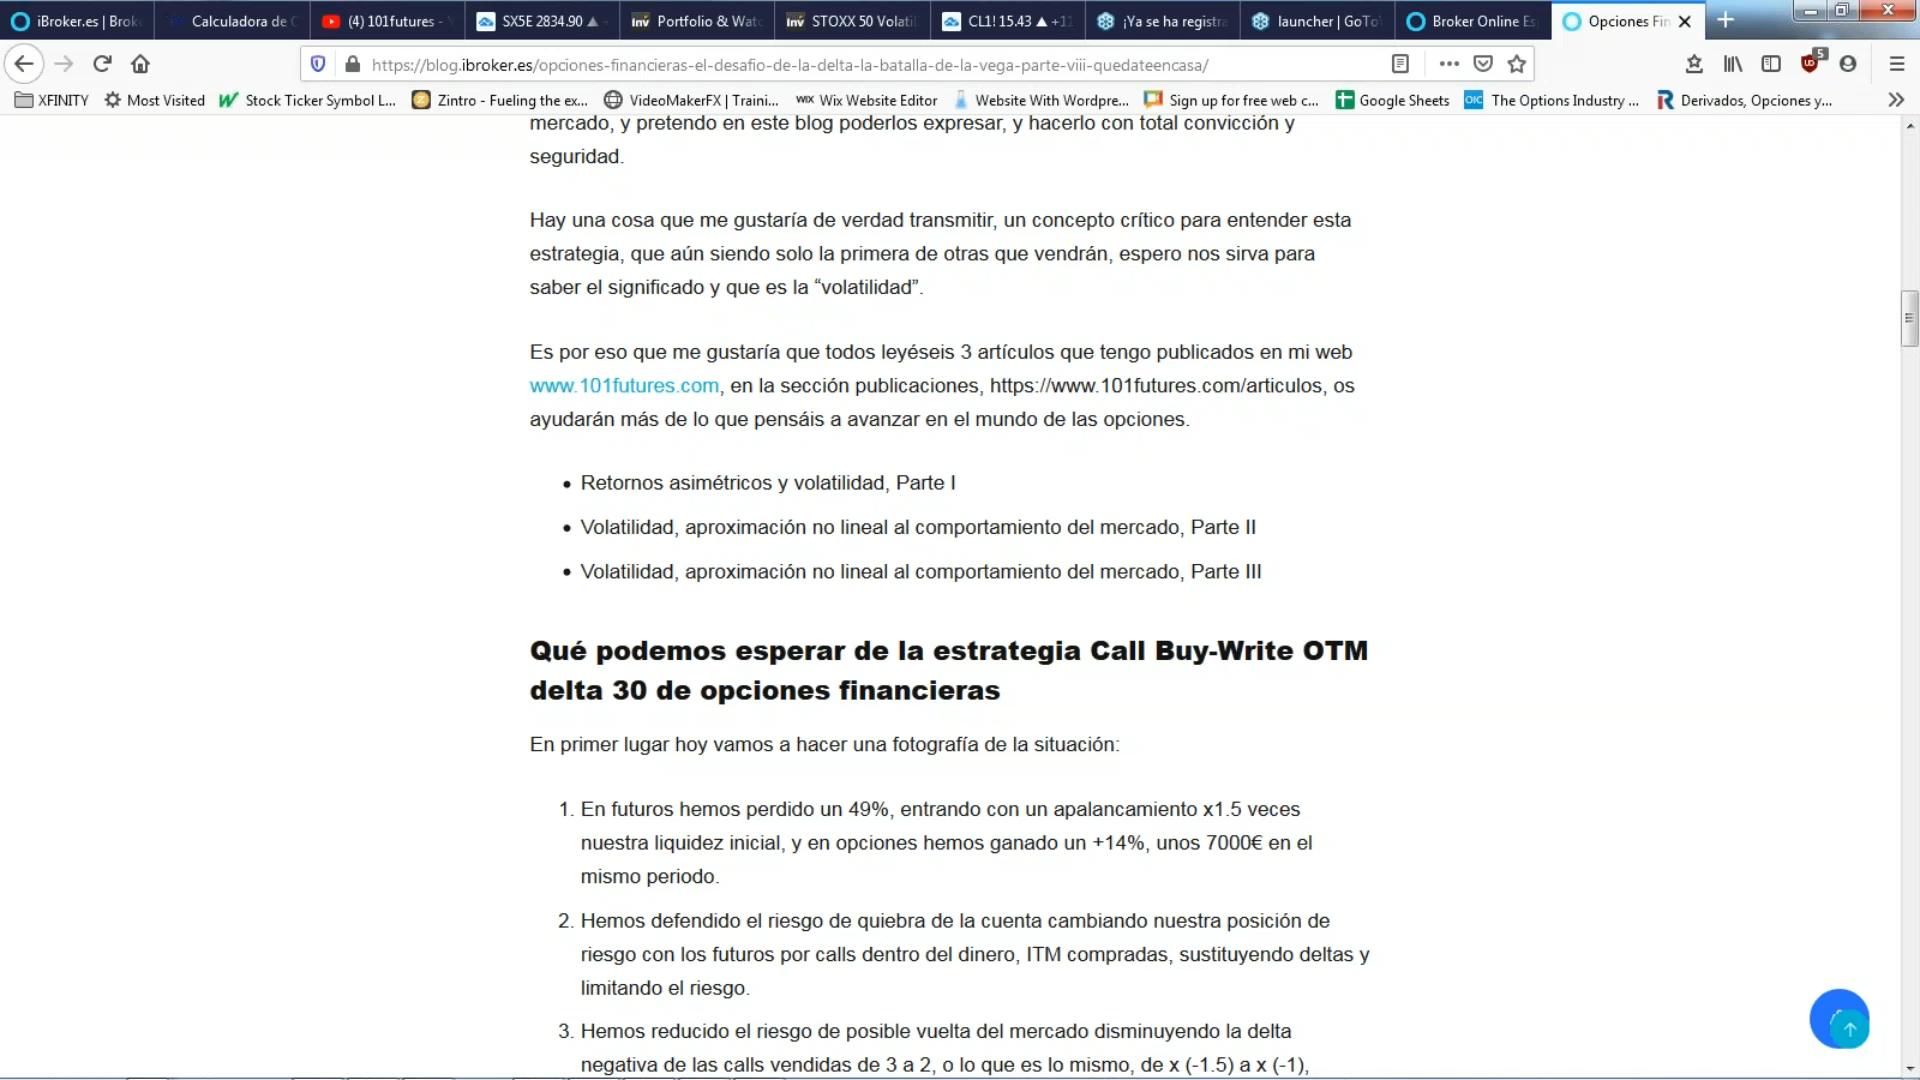 iBroker.es | Brok
Calculadora de C
(4) 101futures -
SX5E 2834.90 ▲ -
Portfolio & Watc
STOXX 50 Volatil
CL1! 15.43 ▲ +11
¡Ya se ha registra
launcher | GoTo
Broker Online Es
Opciones Fin
https://blog.ibroker.es/opciones-financieras-el-desafio-de-la-delta-la-batalla-de-la-vega-parte-viii-quedateencasa/
5
XFINITY
Most Visited
Stock Ticker Symbol L...
Zintro - Fueling the ex...
VideoMakerFX | Traini...
WIX Wix Website Editor
Website With Wordpre...
Sign up for free web c...
Google Sheets
OIC The Options Industry ...
Derivados, Opciones y...
mercado, y pretendo en este blog poderlos expresar, y hacerlo con total convicción y
seguridad.
Hay una cosa que me gustaría de verdad transmitir, un concepto crítico para entender esta
estrategia, que aún siendo solo la primera de otras que vendrán, espero nos sirva para
saber el significado y que es la “volatilidad”.
Es por eso que me gustaría que todos leyéseis 3 artículos que tengo publicados en mi web
www.101futures.com, en la sección publicaciones, https://www.101futures.com/articulos, os
ayudarán más de lo que pensáis a avanzar en el mundo de las opciones.
• Retornos asimétricos y volatilidad, Parte I
• Volatilidad, aproximación no lineal al comportamiento del mercado, Parte II
• Volatilidad, aproximación no lineal al comportamiento del mercado, Parte III
Qué podemos esperar de la estrategia Call Buy-Write OTM
delta 30 de opciones financieras
En primer lugar hoy vamos a hacer una fotografía de la situación:
1. En futuros hemos perdido un 49%, entrando con un apalancamiento x1.5 veces
nuestra liquidez inicial, y en opciones hemos ganado un +14%, unos 7000€ en el
mismo periodo.
2. Hemos defendido el riesgo de quiebra de la cuenta cambiando nuestra posición de
riesgo con los futuros por calls dentro del dinero, ITM compradas, sustituyendo deltas y
limitando el riesgo.
3. Hemos reducido el riesgo de posible vuelta del mercado disminuyendo la delta
negativa de las calls vendidas de 3 a 2, o lo que es lo mismo, de x (-1.5) a x (-1),